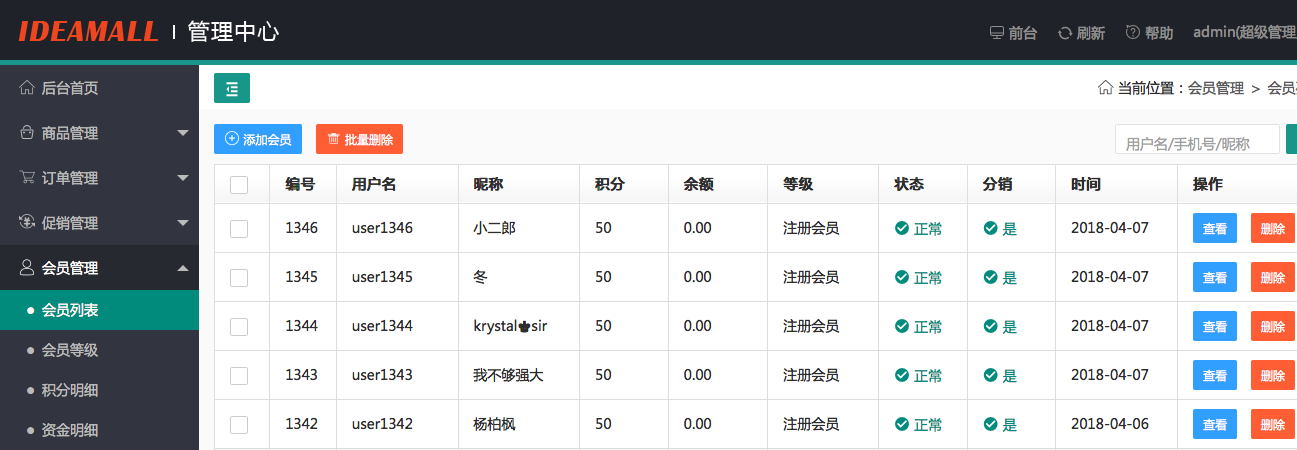 IDEAMALL | 管理中心 前台 刷新 帮助 admin(超级管理
后台首页
商品管理
订单管理
促销管理
会员管理
会员列表
会员等级
积分明细
资金明细
当前位置：会员管理 > 会员
添加会员 批量删除 用户名/手机号/昵称
编号 用户名 昵称 积分 余额 等级 状态 分销 时间 操作
1346 user1346 小二郎 50 0.00 注册会员 正常 是 2018-04-07 查看 删除
1345 user1345 冬 50 0.00 注册会员 正常 是 2018-04-07 查看 删除
1344 user1344 krystal♚sir 50 0.00 注册会员 正常 是 2018-04-07 查看 删除
1343 user1343 我不够强大 50 0.00 注册会员 正常 是 2018-04-07 查看 删除
1342 user1342 杨柏枫 50 0.00 注册会员 正常 是 2018-04-06 查看 删除